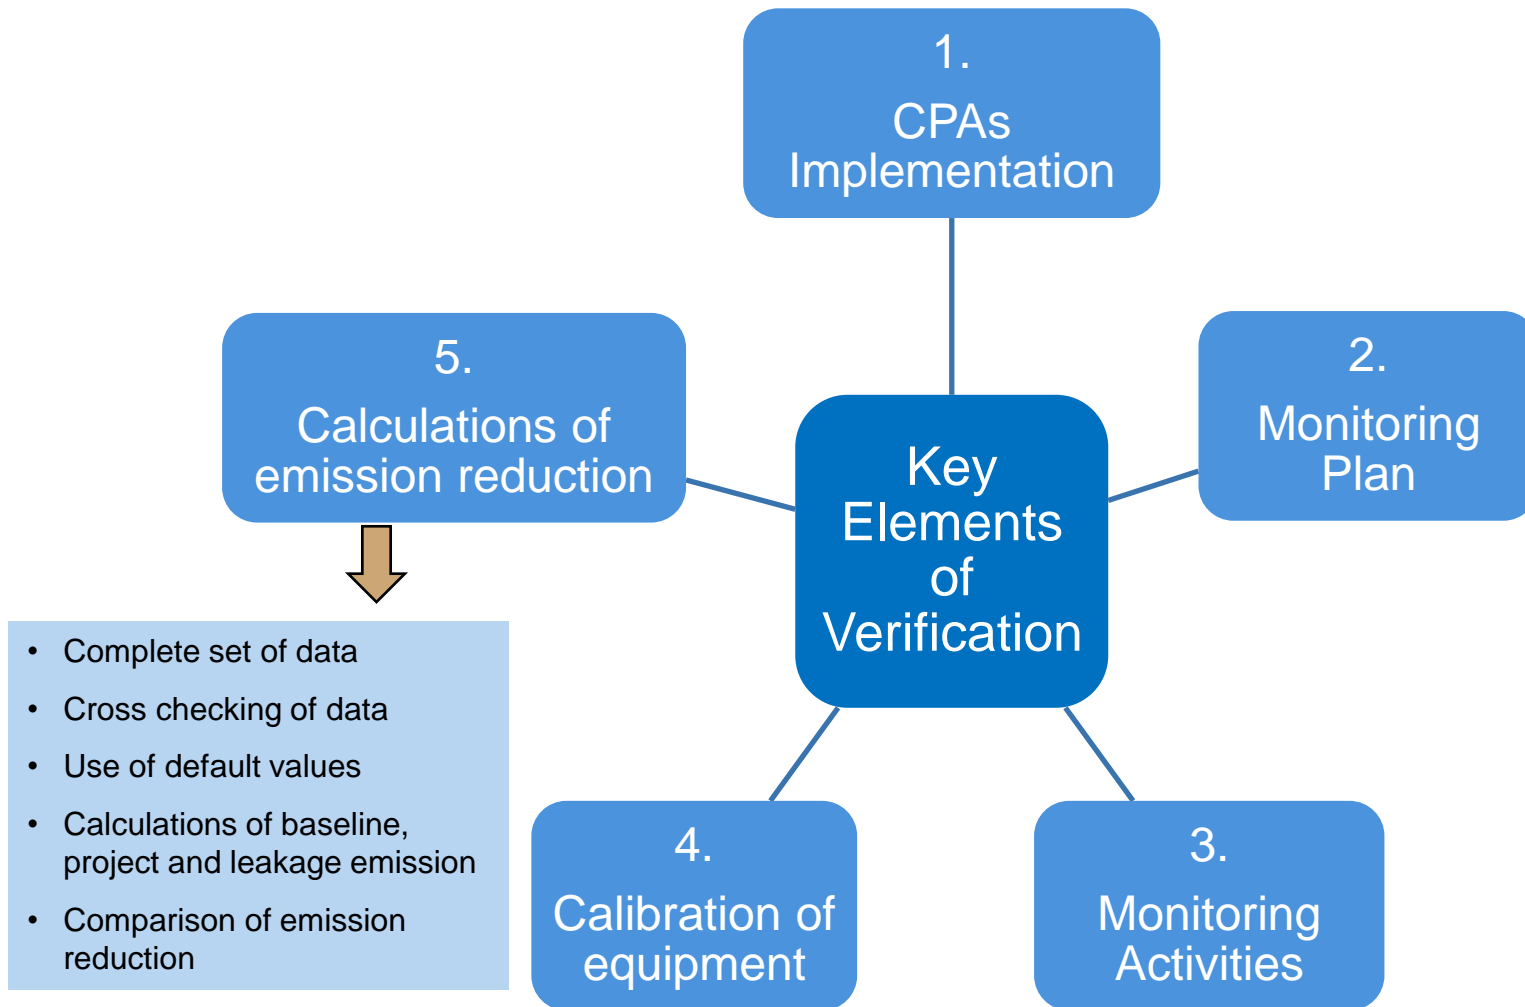 1.
CPAs
Implementation
2.
Monitoring
Plan
3.
Monitoring
Activities
4.
Calibration of
equipment
5.
Calculations of
emission reduction
Key
Elements
of
Verification
• Complete set of data
• Cross checking of data
• Use of default values
• Calculations of baseline,
project and leakage emission
• Comparison of emission
reduction